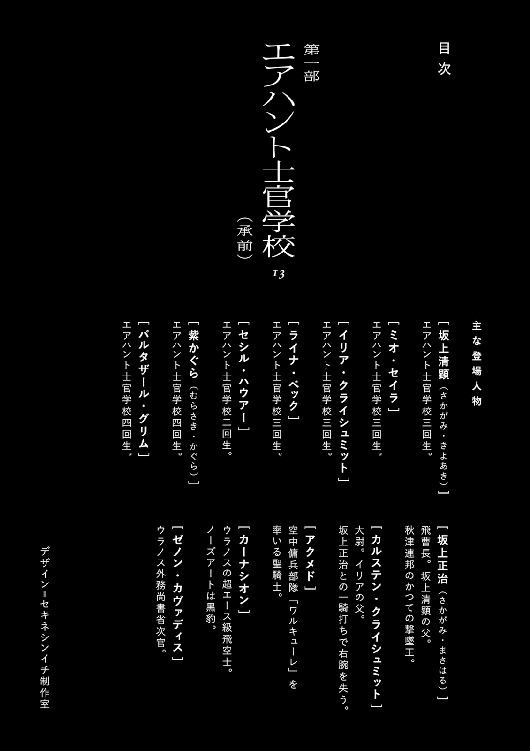 目次
第一部
エアハント士官学校 13
(承前)
主な登場人物
[坂上清顕(さかがみ・きよあき)]
エアハント士官学校三回生。
[ミオ・セイラ]
エアハント士官学校三回生。
[イリア・クライシュミット]
エアハント士官学校三回生。
[ライナ・ベック]
エアハント士官学校三回生。
[セシル・ハウアー]
エアハント士官学校二回生。
[紫かぐら(むらさき・かぐら)]
エアハント士官学校四回生。
[バルタザール・グリム]
エアハント士官学校四回生。
[坂上正治(さかがみ・まさはる)]
飛曹長。坂上清顕の父。
秋津連邦のかつての撃墜王。
[カルステン・クライシュミット]
大尉。イリアの父。
坂上正治との一騎打ちで右腕を失う。
[アクメド]
空中傭兵部隊「ワルキューレ」を
率いる聖騎士。
[カーナシオン]
ウラノスの超エース級飛空士。
ノーズアートは黒豹。
[ゼノン・カヴァディス]
ウラノス外務尚書省次官。
デザイン=セキネシンイチ制作室